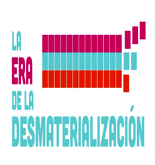 LA
ERA
DE LA
DESMATERIALIZACIÓN